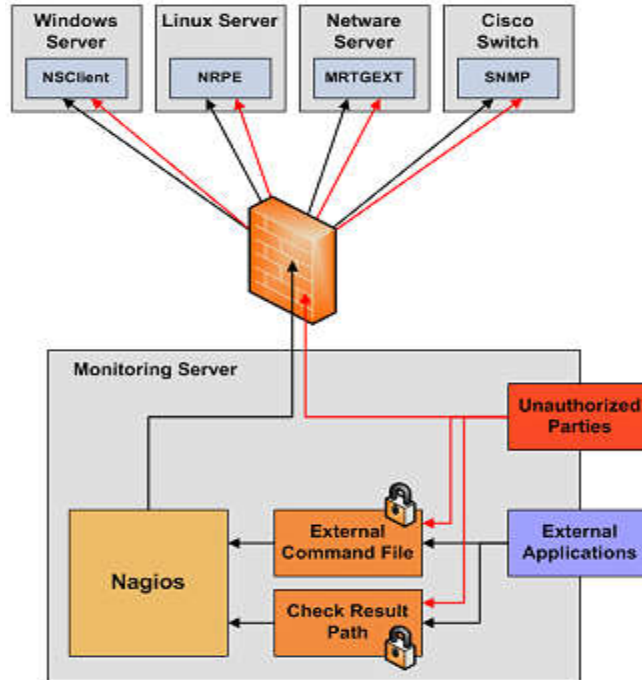 Windows
Server
NSClient
Linux Server
NRPE
Netware
Server
MRTGEXT
Cisco
Switch
SNMP
Monitoring Server
Unauthorized
Parties
External
Command File
External
Applications
Nagios
Check Result
Path